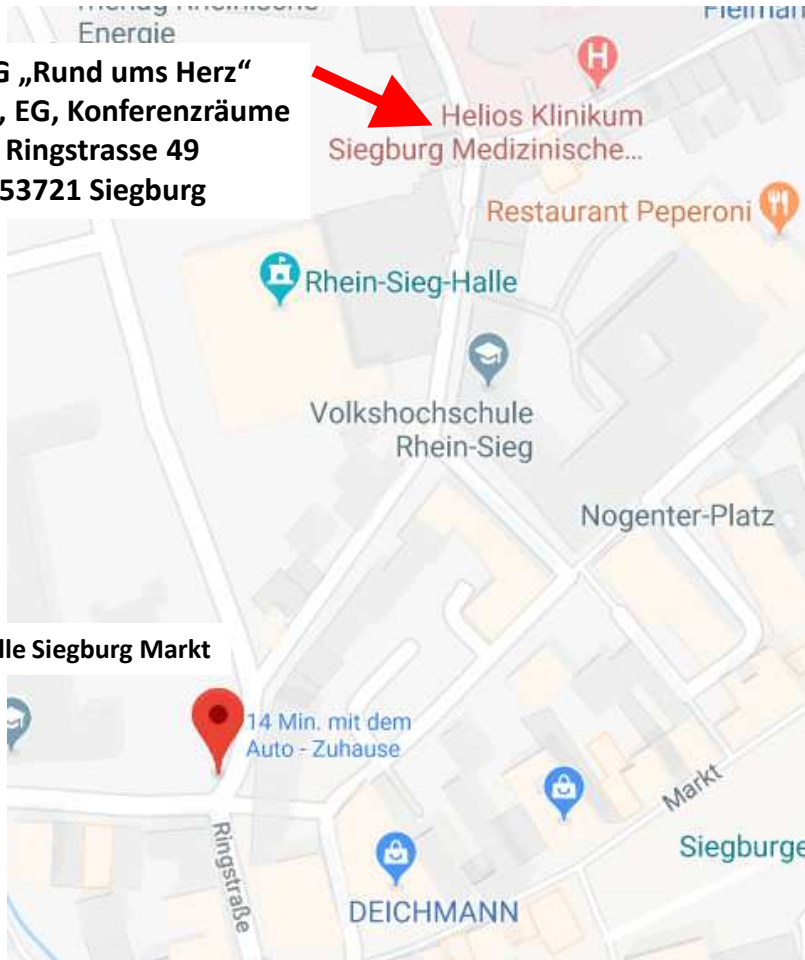 Energie
G „Rund ums Herz“
, EG, Konferenzräume
Ringstrasse 49
53721 Siegburg
H
Helios Klinikum
Siegburg Medizinische...
Restaurant Peperoni
Rhein-Sieg-Halle
Volkshochschule
Rhein-Sieg
Nogenter-Platz
lle Siegburg Markt
14 Min. mit dem
Auto - Zuhause
Markt
Ringstraße
Siegburge
DEICHMANN